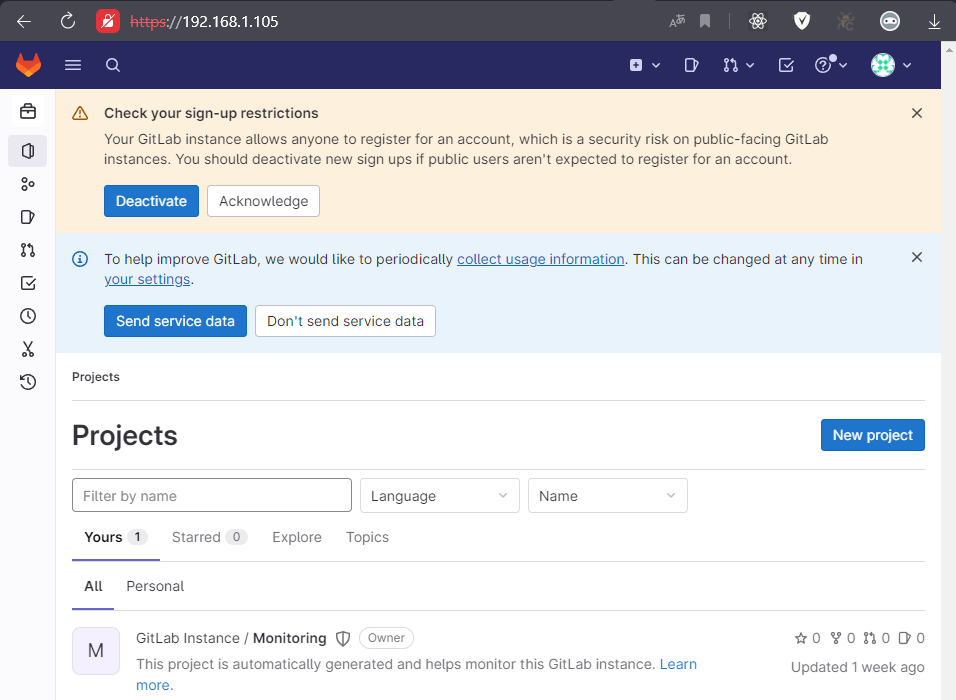 https://192.168.1.105
Check your sign-up restrictions
Your GitLab instance allows anyone to register for an account, which is a security risk on public-facing GitLab
instances. You should deactivate new sign ups if public users aren't expected to register for an account.
Deactivate Acknowledge
To help improve GitLab, we would like to periodically collect usage information. This can be changed at any time in
your settings.
Send service data Don't send service data
Projects
Projects New project
Filter by name Language Name
Yours 1 Starred 0 Explore Topics
All Personal
M GitLab Instance / Monitoring Owner 0 0 0 0
This project is automatically generated and helps monitor this GitLab instance. Learn Updated 1 week ago
more.